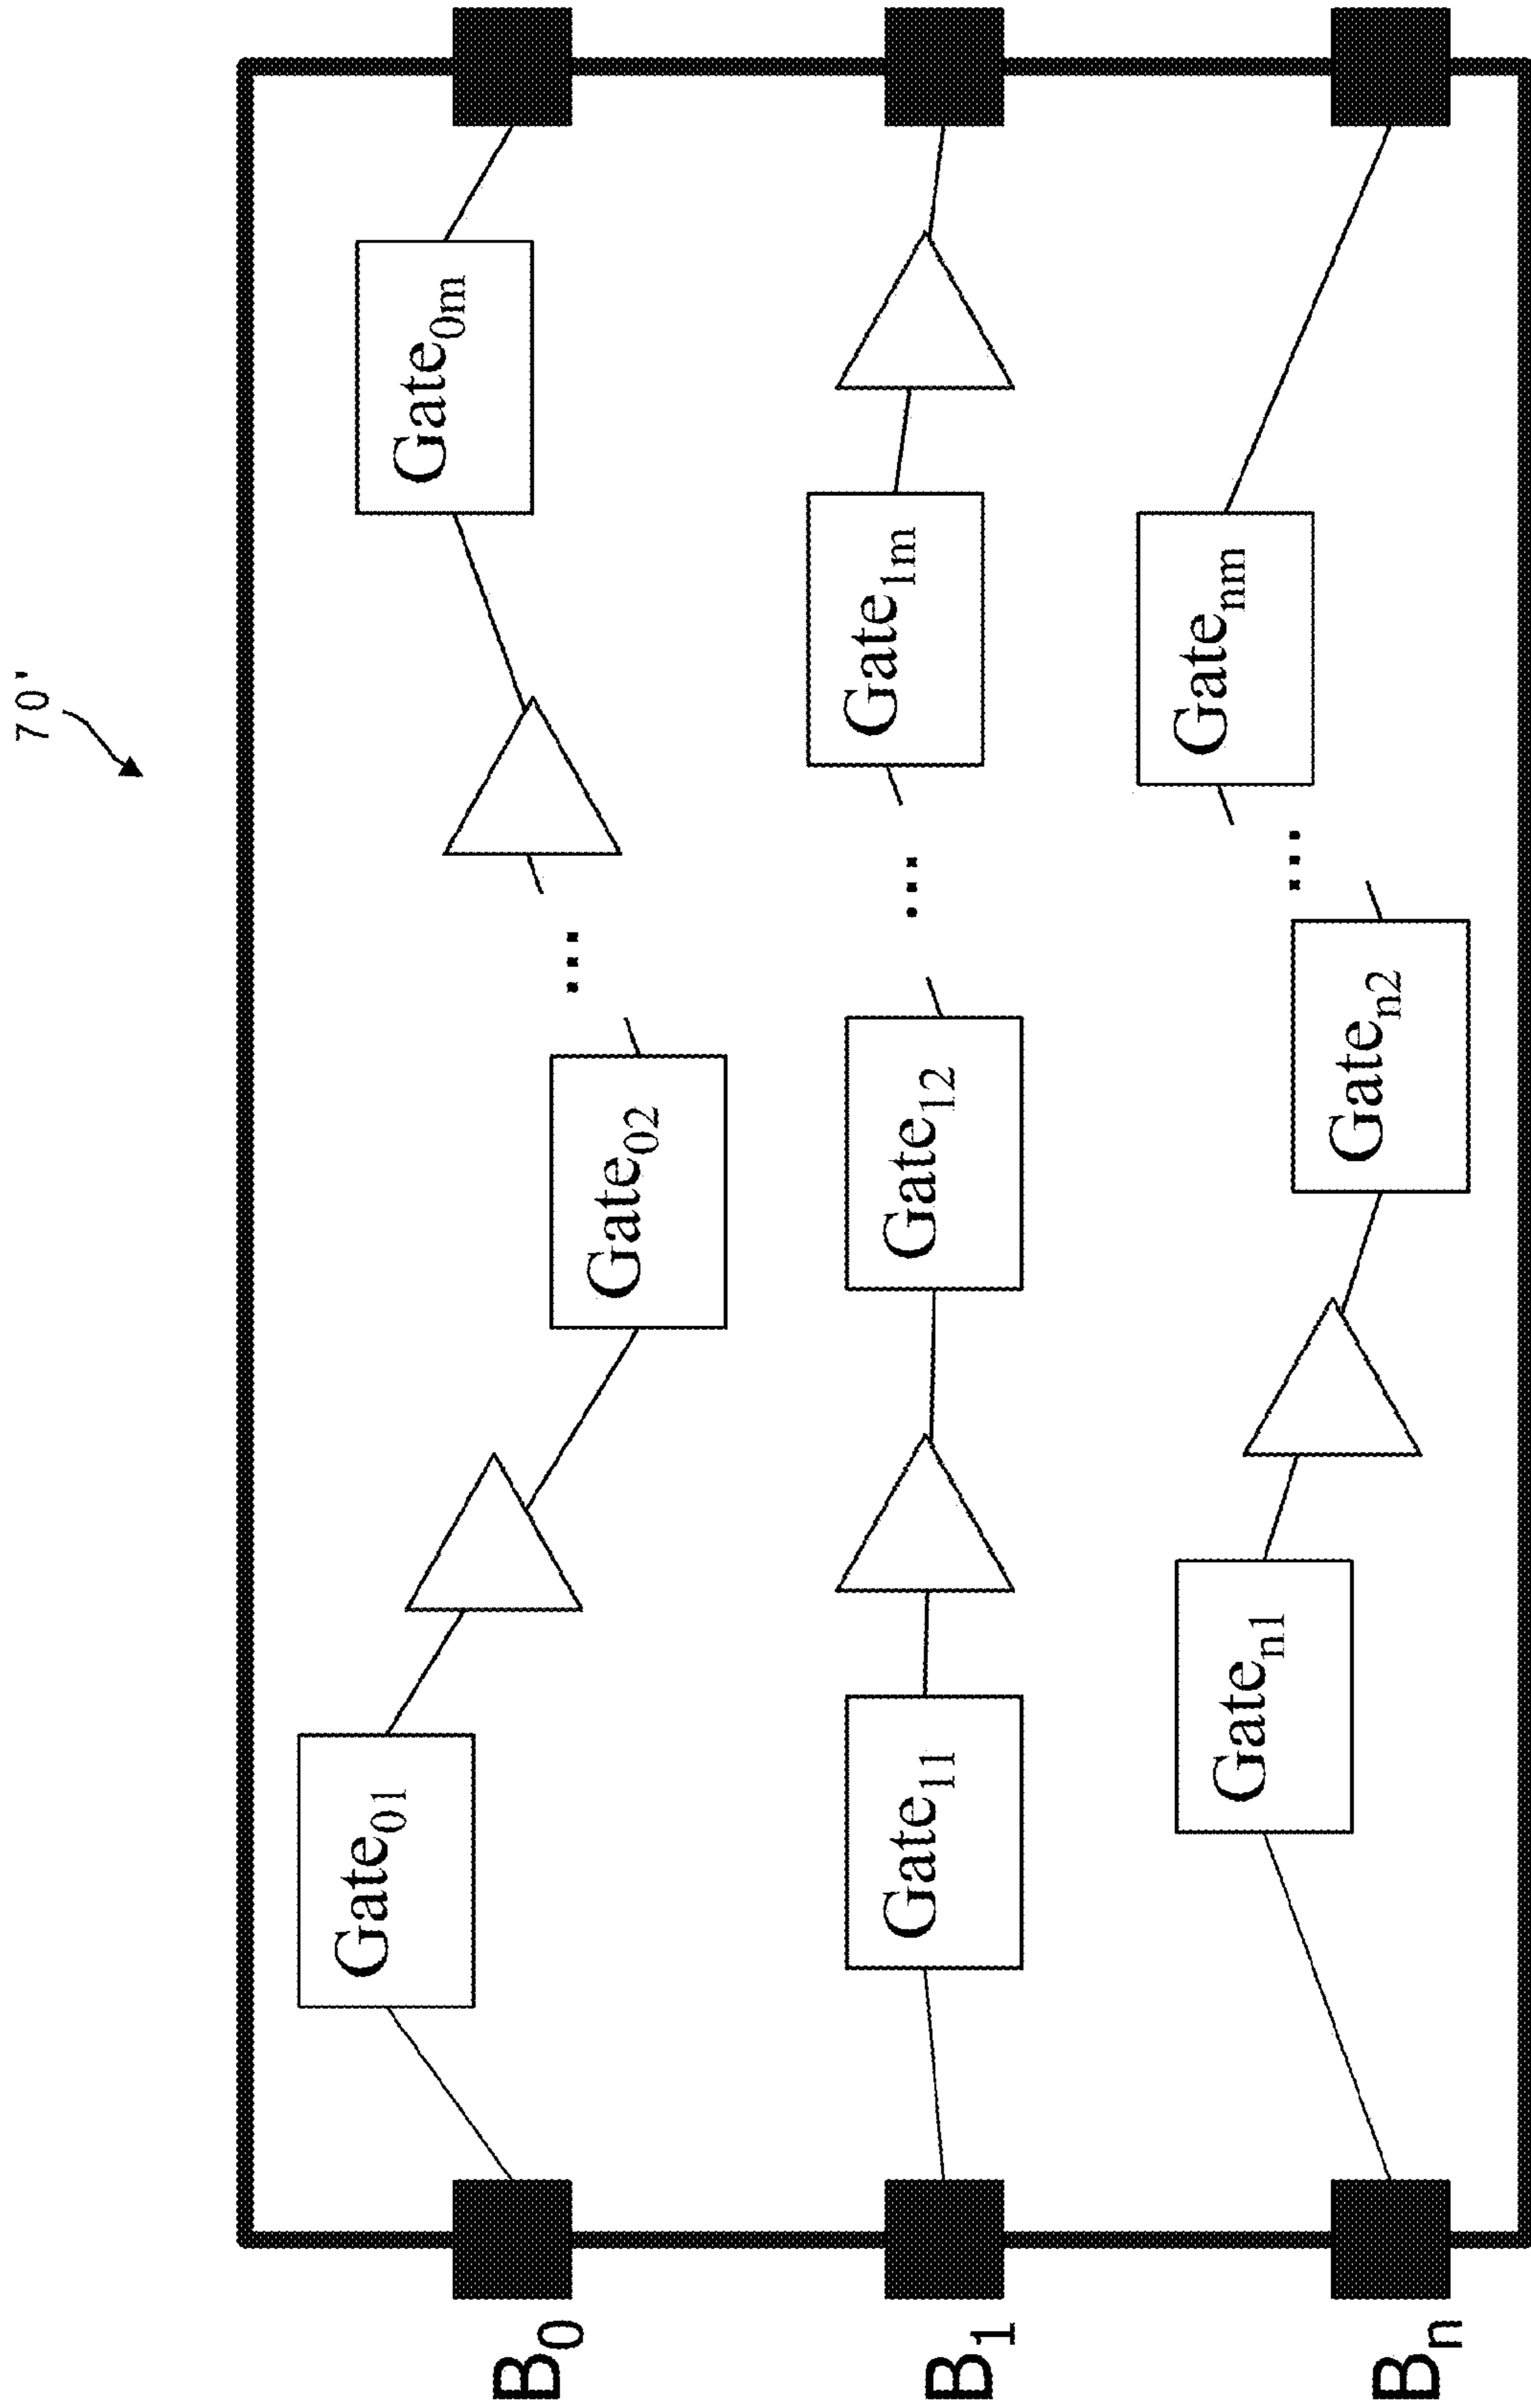 70'
B0
Gate01
Gate02
...
Gate0m
B1
Gate11
Gate12
...
Gate1m
Bn
Gaten1
Gaten2
...
Gatenm